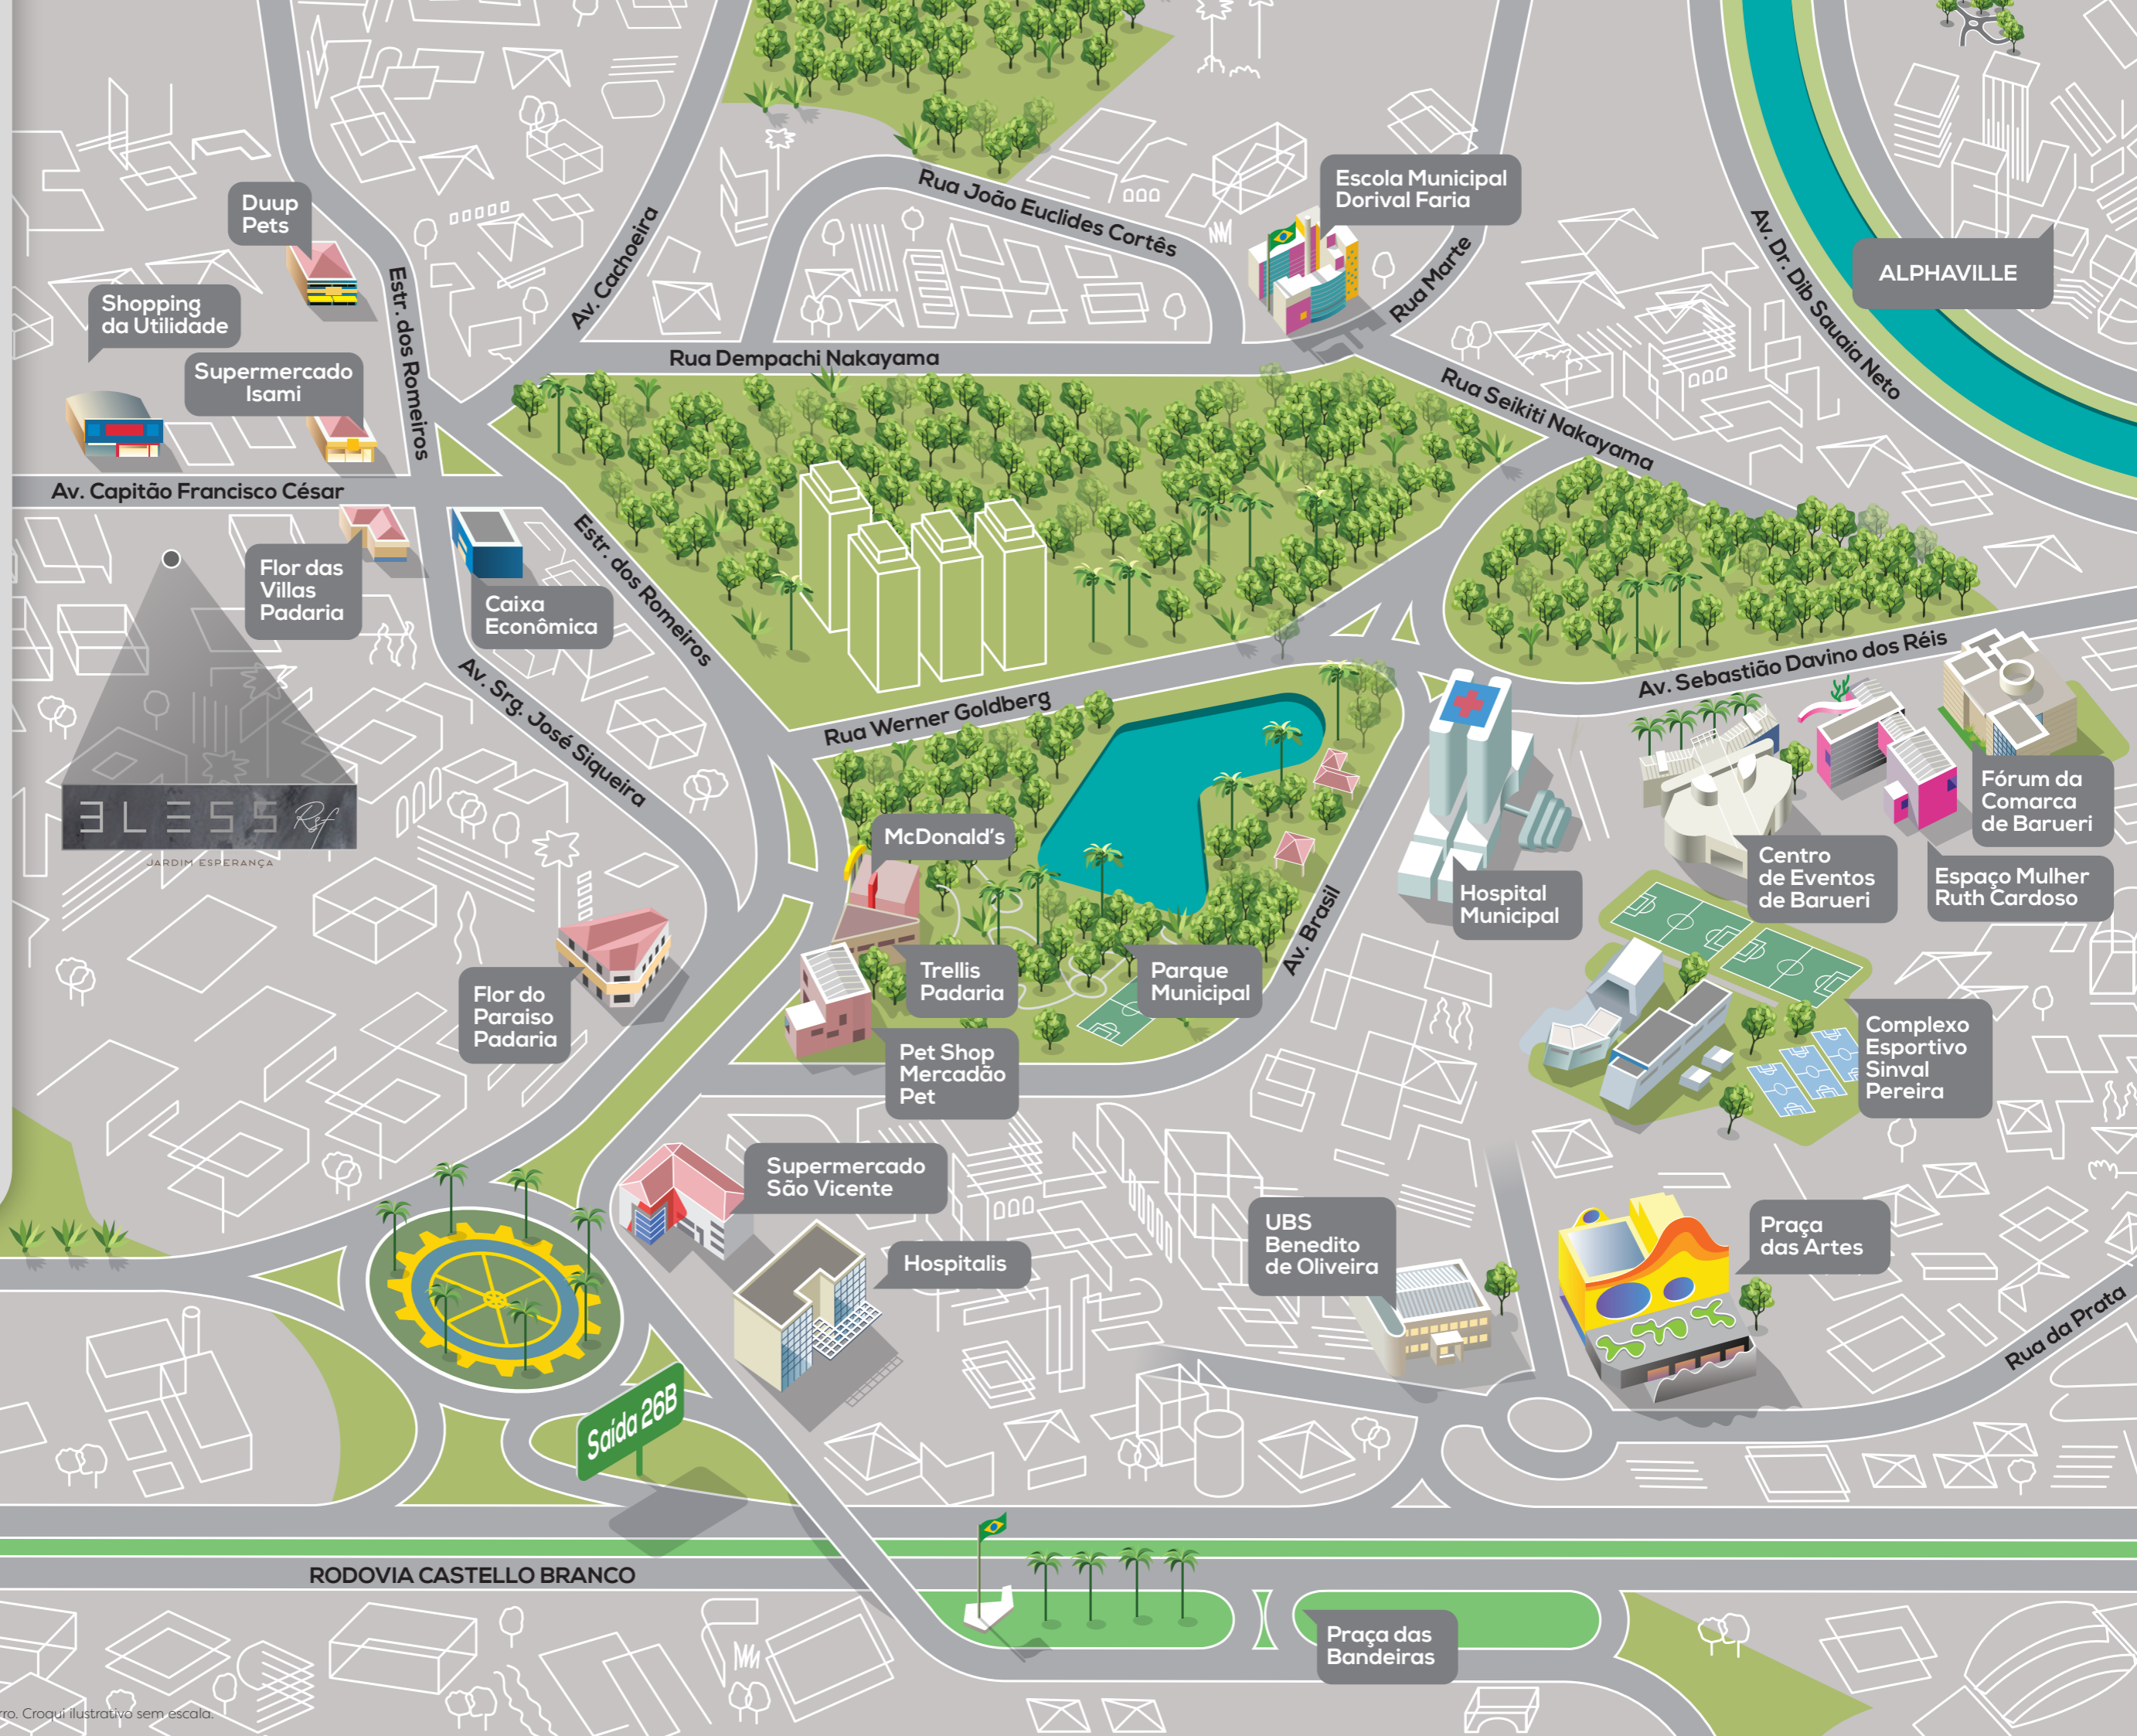 Rua João Euclides Cortês
Escola Municipal
Dorival Faria
Duup
Pets
Av. Cachoeira
Rua Marte
Av. Dr. Dib Sauaia Neto
ALPHAVILLE
Estr. dos Romeiros
Shopping
da Utilidade
Supermercado
Isami
Rua Dempachi Nakayama
Rua Seikiti Nakayama
Av. Capitão Francisco César
Flor das
Villas
Padaria
Caixa
Econômica
Estr. dos Romeiros
Av. Srg. José Siqueira
Rua Werner Goldberg
Av. Sebastião Davino dos Réis
BLESS Rsf
JARDIM ESPERANÇA
McDonald's
Fórum da
Comarca
de Barueri
Centro
de Eventos
de Barueri
Espaço Mulher
Ruth Cardoso
Hospital
Municipal
Av. Brasil
Trellis
Padaria
Parque
Municipal
Flor do
Paraiso
Padaria
Pet Shop
Mercadão
Pet
Complexo
Esportivo
Sinval
Pereira
Supermercado
São Vicente
Hospitalis
UBS
Benedito
de Oliveira
Praça
das Artes
Rua da Prata
Saída 26B
RODOVIA CASTELLO BRANCO
Praça das
Bandeiras
Croqui ilustrativo sem escala.